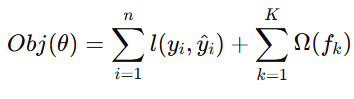 Obj(θ) = ∑_{i=1}^{n} l(y_i, ŷ_i) + ∑_{k=1}^{K} Ω(f_k)